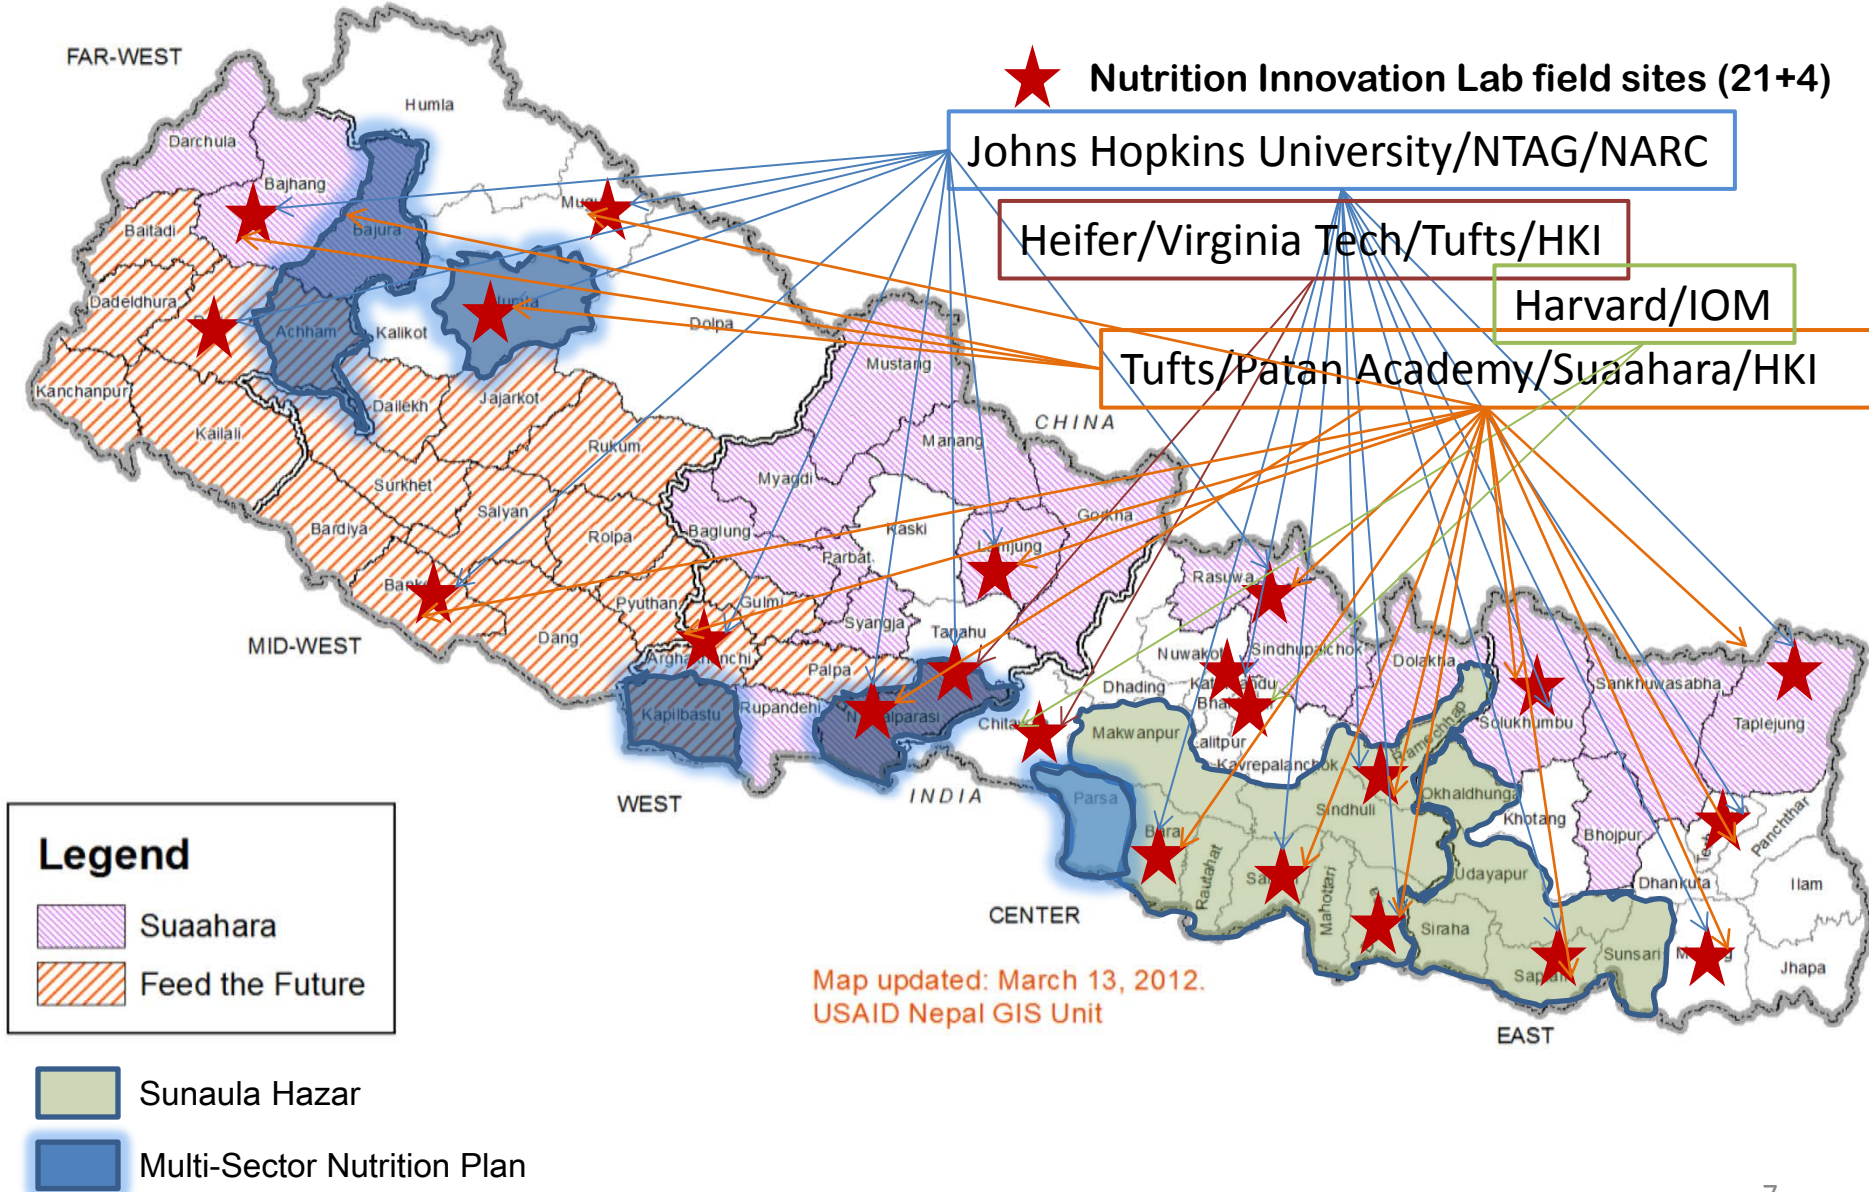 FAR-WEST
Nutrition Innovation Lab field sites (21+4)
Humla
Darchula
Johns Hopkins University/NTAG/NARC
Bajhang
Baitadi
Bajura
Heifer/Virginia Tech/Tufts/HKI
Dadeldhura
Harvard/IOM
Achham
Kalikot
Dolpa
Mustang
Tufts/Patan Academy/Suaahara/HKI
Kanchanpur
Dailekh
Jajarkot
CHINA
Kailali
Rukum
Manang
Myagdi
Surkhet
Salyan
Bardiya
Rolpa
Baglung
Kaski
Gorkha
Parbat
Lamjung
Rasuwa
Pyuthan
Gulmi
Syangja
Tanahu
Dang
MID-WEST
Palpa
Nuwakot
Sindhupalchok
Dolakha
Sankhuwasabha
Dhading
Kapilbastu
Rupandehi
Solukhumbu
Taplejung
Makwanpur
Lalitpur
Kavrepalanchok
WEST
INDIA
Parsa
Sindhuli
Okhaldhunga
Khotang
Bhojpur
Panchthar
Bara
Rautahat
Mahottari
Udayapur
Dhankuta
Ilam
CENTER
Siraha
Sunsari
Jhapa
EAST
Map updated: March 13, 2012.
USAID Nepal GIS Unit
Legend
Suaahara
Feed the Future
Sunaula Hazar
Multi-Sector Nutrition Plan